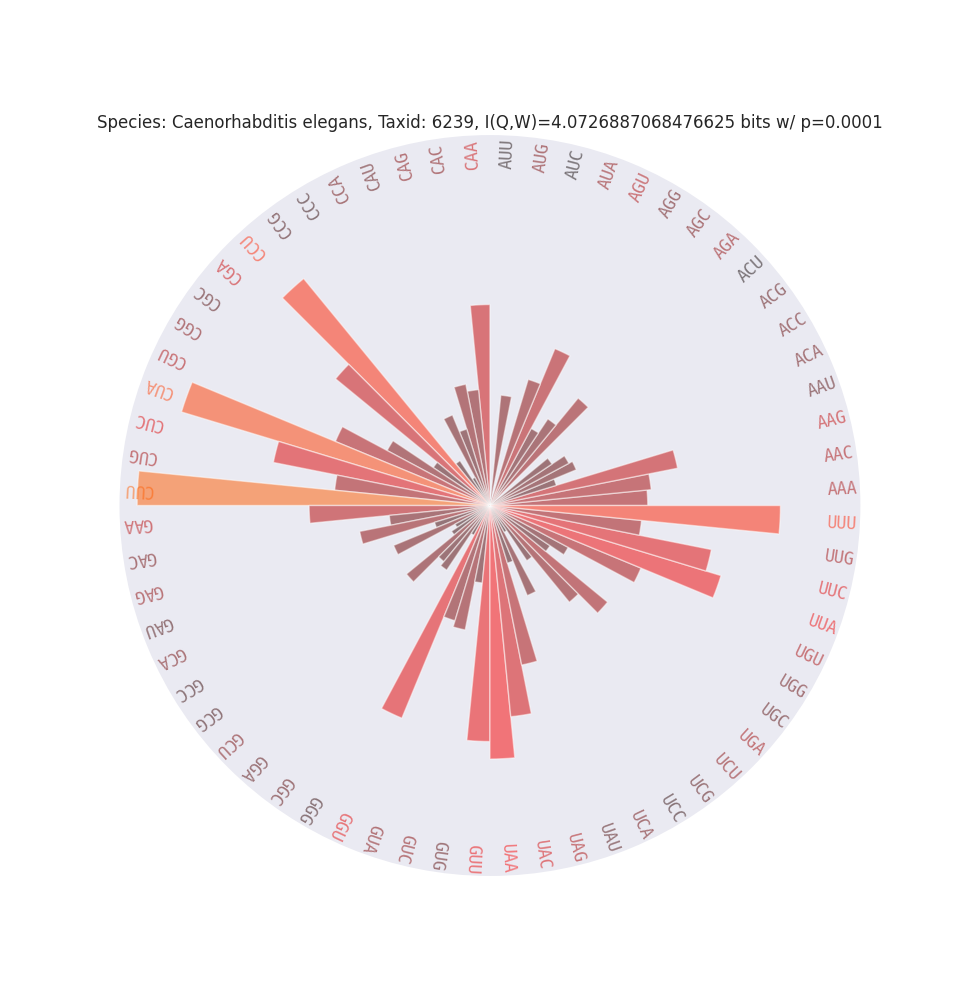 Species: Caenorhabditis elegans, Taxid: 6239, I(Q,W)=4.0726887068476625 bits w/ p=0.0001
AUU
AUG
AUC
AUA
AGU
AGG
AGC
AGA
ACU
ACG
ACC
ACA
AAU
AAG
AAC
AAA
UUU
UUG
UUC
UUA
UGU
UGG
UGC
UGA
UCU
UCG
UCC
UCA
UAU
UAG
UAC
UAA
GUU
GUG
GUC
GUA
GGU
GGG
GGC
GGA
GCU
GCG
GCC
GCA
GAU
GAG
GAC
GAA
CUU
CUG
CUC
CUA
CGU
CGG
CGC
CGA
CCU
CCG
CCC
CCA
CAU
CAG
CAC
CAA